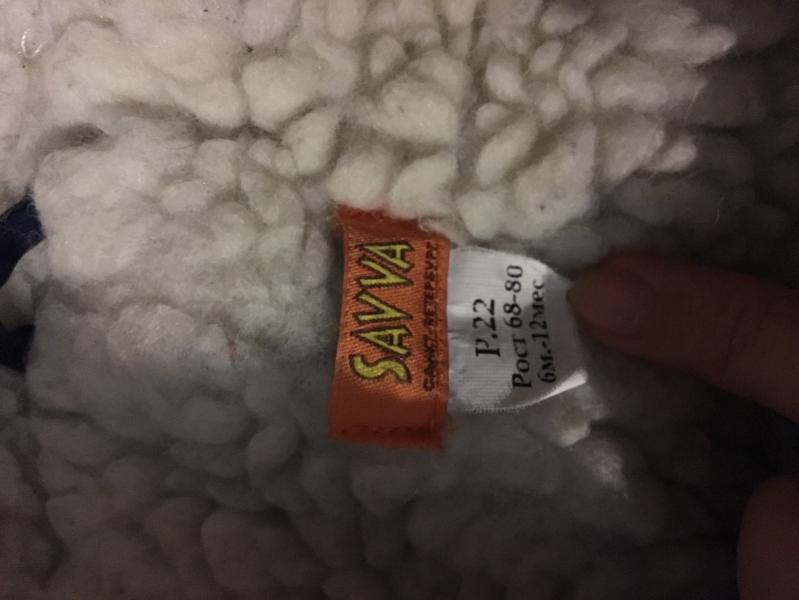 SAVVA
САНКТ-ПЕТЕРБУРГ
Р.22
Рост 68-80
6м.-12мес